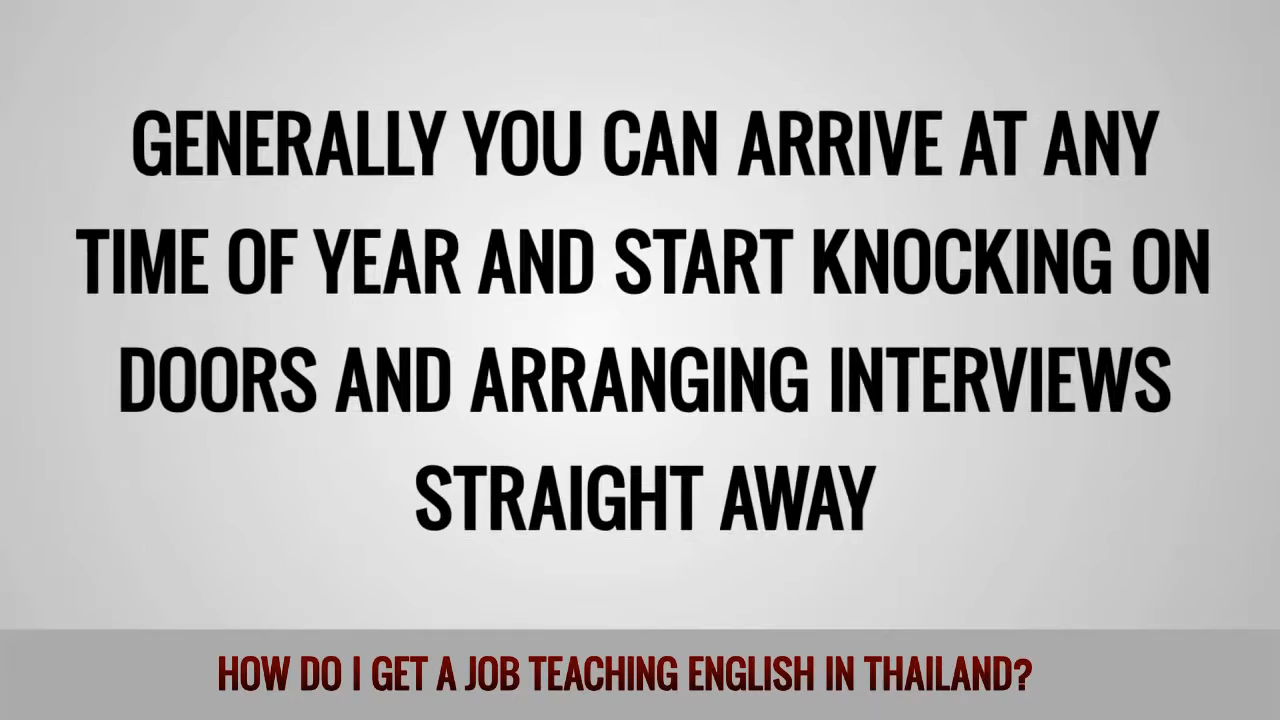 GENERALLY YOU CAN ARRIVE AT ANY
TIME OF YEAR AND START KNOCKING ON
DOORS AND ARRANGING INTERVIEWS
STRAIGHT AWAY
HOW DO I GET A JOB TEACHING ENGLISH IN THAILAND?